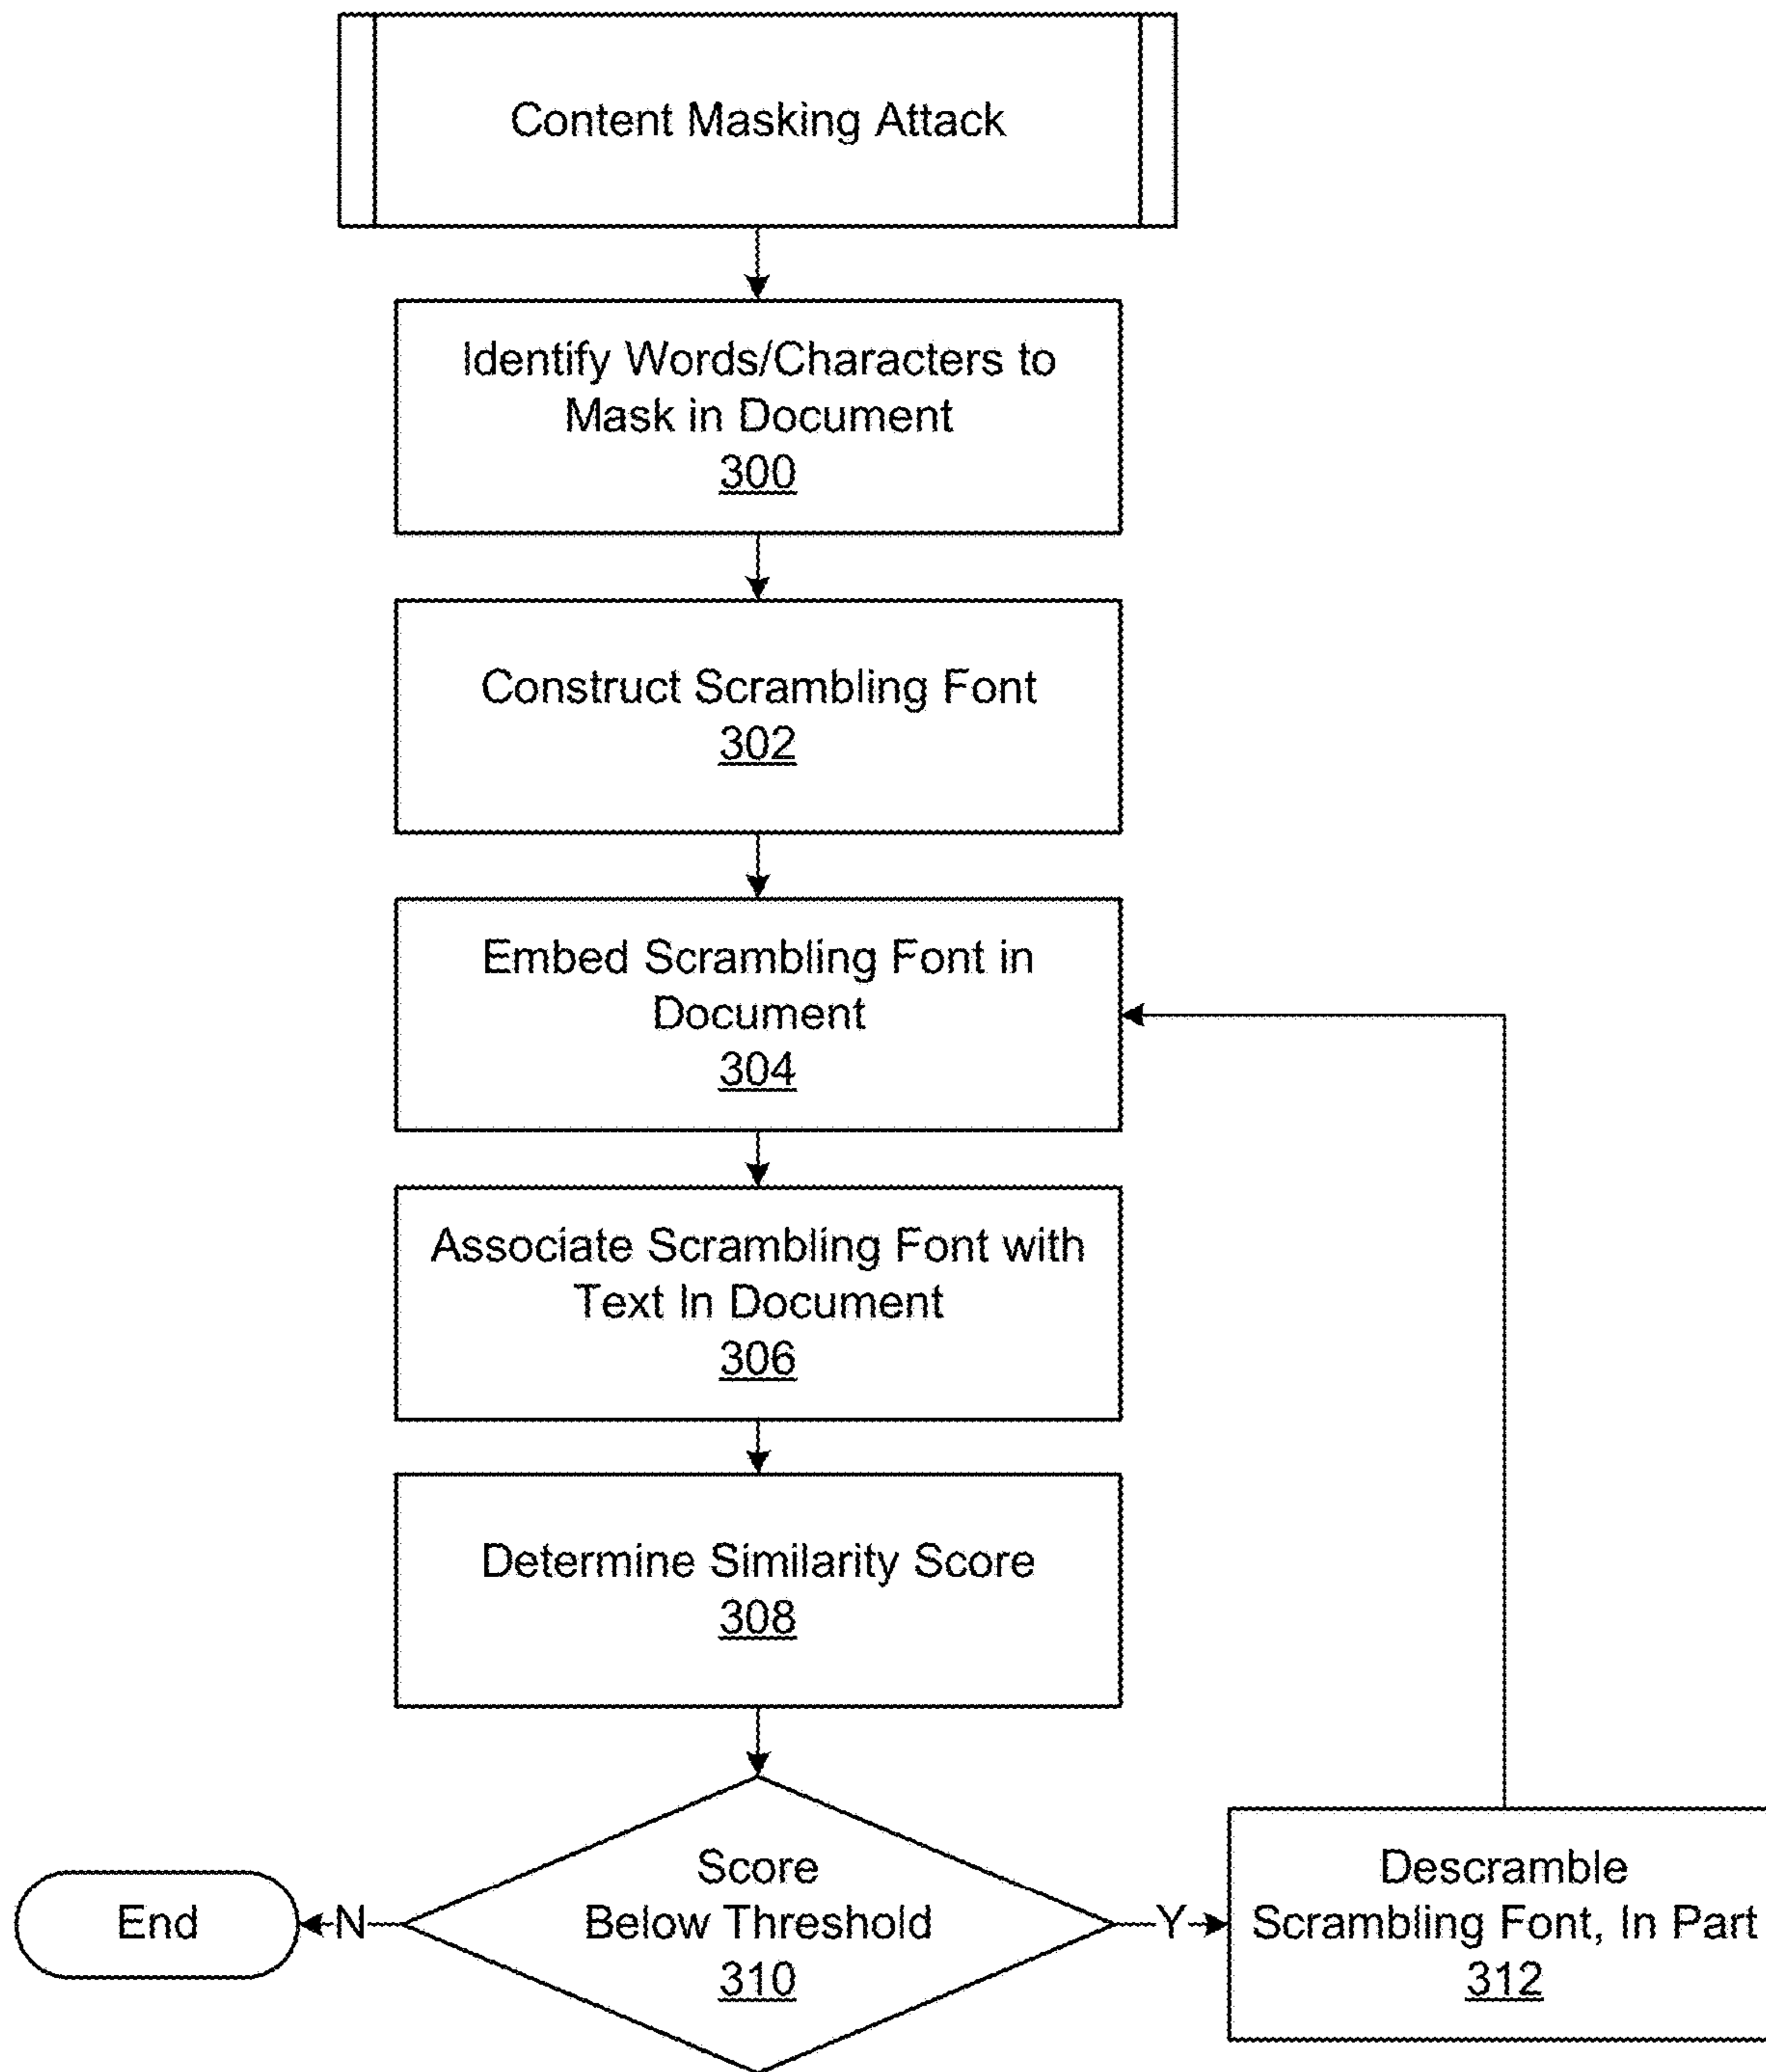 Content Masking Attack
Identify Words/Characters to
Mask in Document
300
Construct Scrambling Font
302
Embed Scrambling Font in
Document
304
Associate Scrambling Font with
Text In Document
306
Determine Similarity Score
308
Score
Below Threshold
310
End
N
Y
Descramble
Scrambling Font, In Part
312